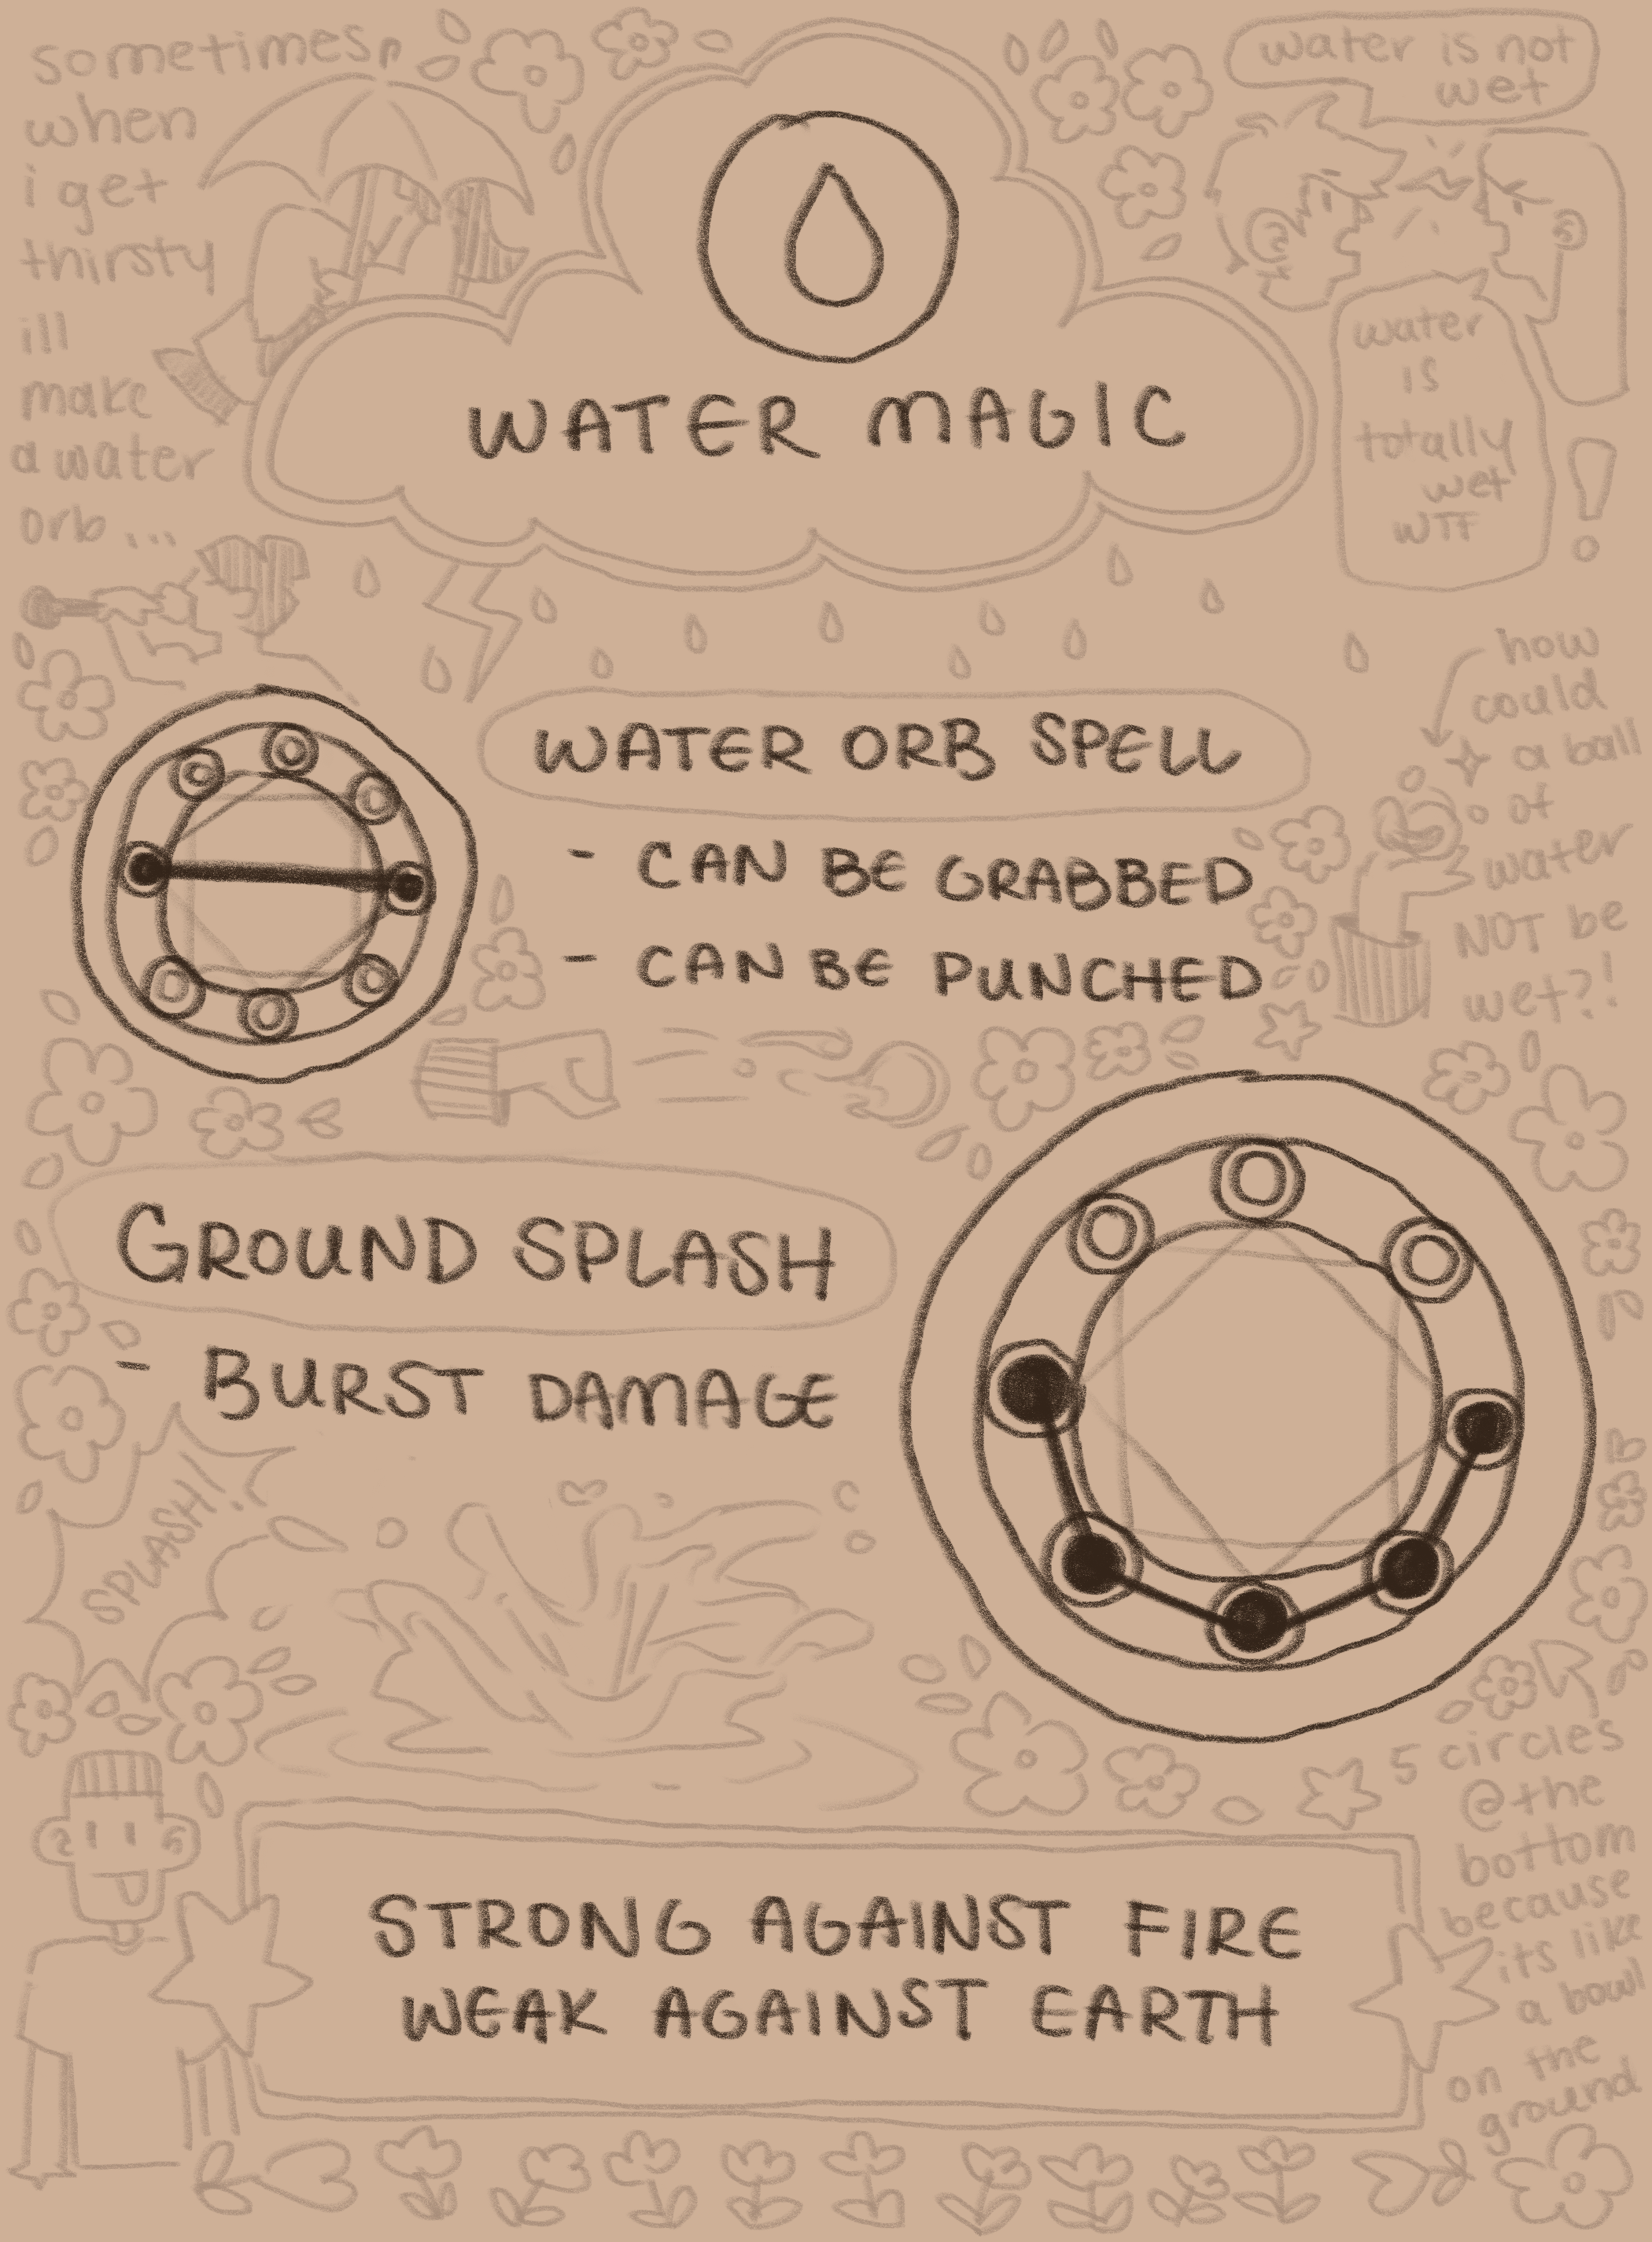 sometimes
when
i get
thirsty
ill
make
a water
orb ...
water is not
wet
water
is
totally
wet
WTF
WATER MAGIC
WATER ORB SPELL
- CAN BE GRABBED
- CAN BE PUNCHED
how
could
a ball
of
water
NOT be
wet?!
GROUND SPLASH
- BURST DAMAGE
SPLASH!
5 circles
@ the
bottom
because
its like
a bowl
on the
ground
STRONG AGAINST FIRE
WEAK AGAINST EARTH